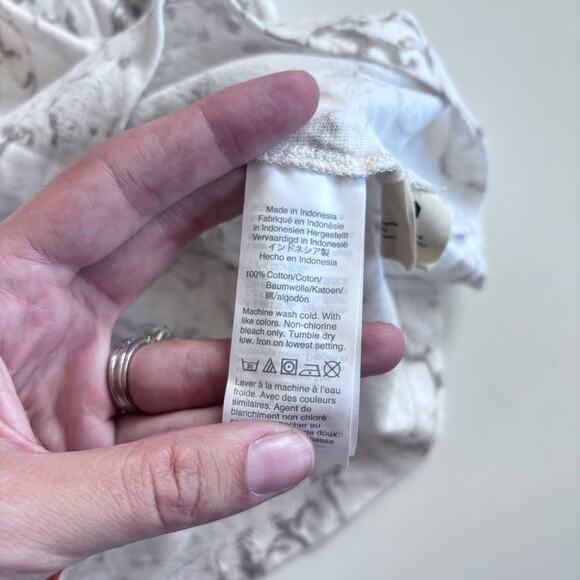 Made in Indonesia
Fabriqué en Indonésie
in Indonesien Hergestellt
Vervaardigd in Indonesië
インドネシア製
Hecho en Indonesia
100% Cotton/Coton/
Baumwolle/Katoen/
綿/algodón
Machine wash cold. With
like colors. Non-chlorine
bleach only. Tumble dry
low. Iron on lowest setting.
Laver à la machine à l'eau
froide. Avec des couleurs
similaires. Agent de
blanchiment non chloré
doux
basse